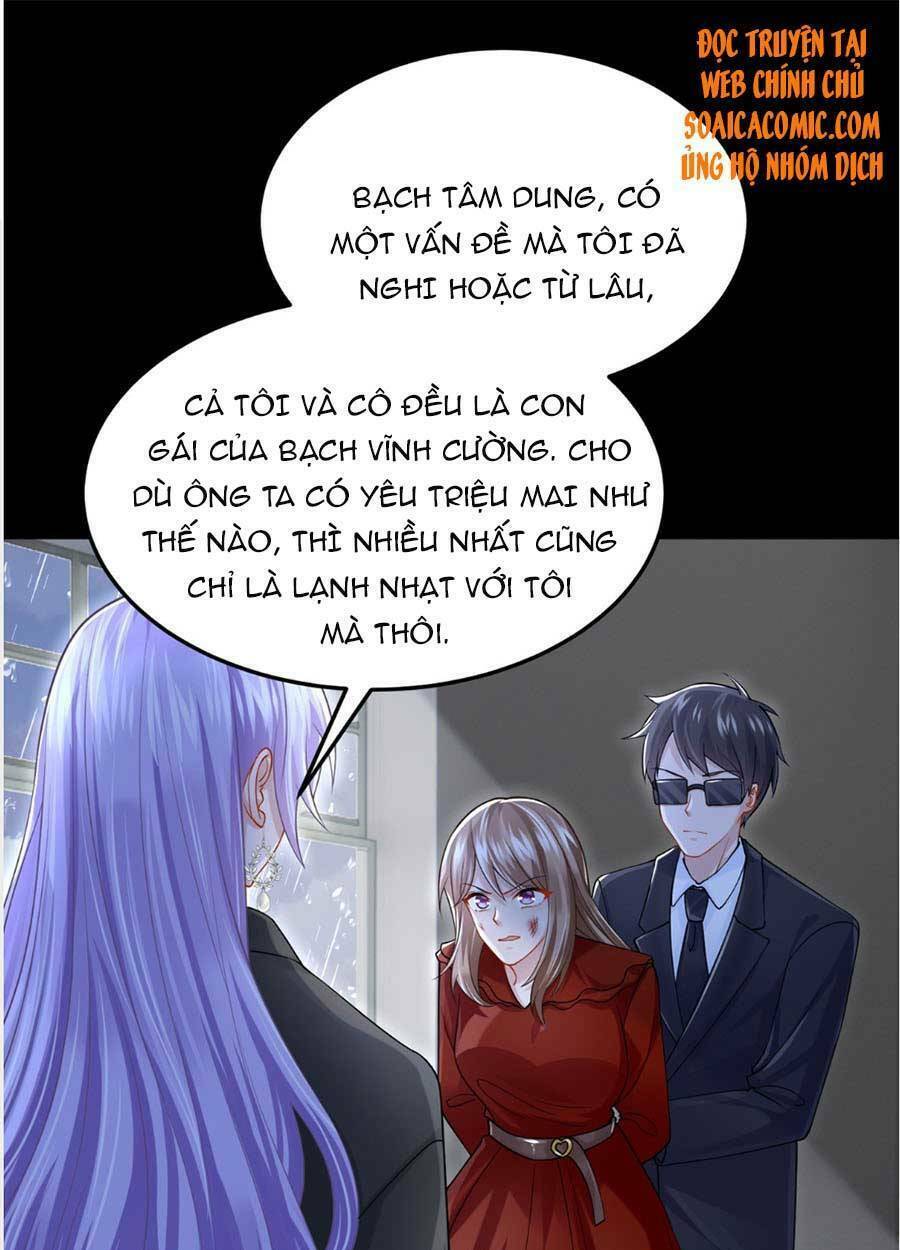 ĐỌC TRUYỆN TẠI
WEB CHÍNH CHỦ
SOAICACOMIC.COM
ỦNG HỘ NHÓM DỊCH
BẠCH TÂM DUNG, CÓ
MỘT VẤN ĐỀ MÀ TÔI ĐÃ
NGHI HOẶC TỪ LÂU,
CẢ TÔI VÀ CÔ ĐỀU LÀ CON
GÁI CỦA BẠCH VĨNH CƯỜNG. CHO
DÙ ÔNG TA CÓ YÊU TRIỆU MAI NHƯ
THẾ NÀO, THÌ NHIỀU NHẤT CŨNG
CHỈ LÀ LẠNH NHẠT VỚI TÔI
MÀ THÔI.